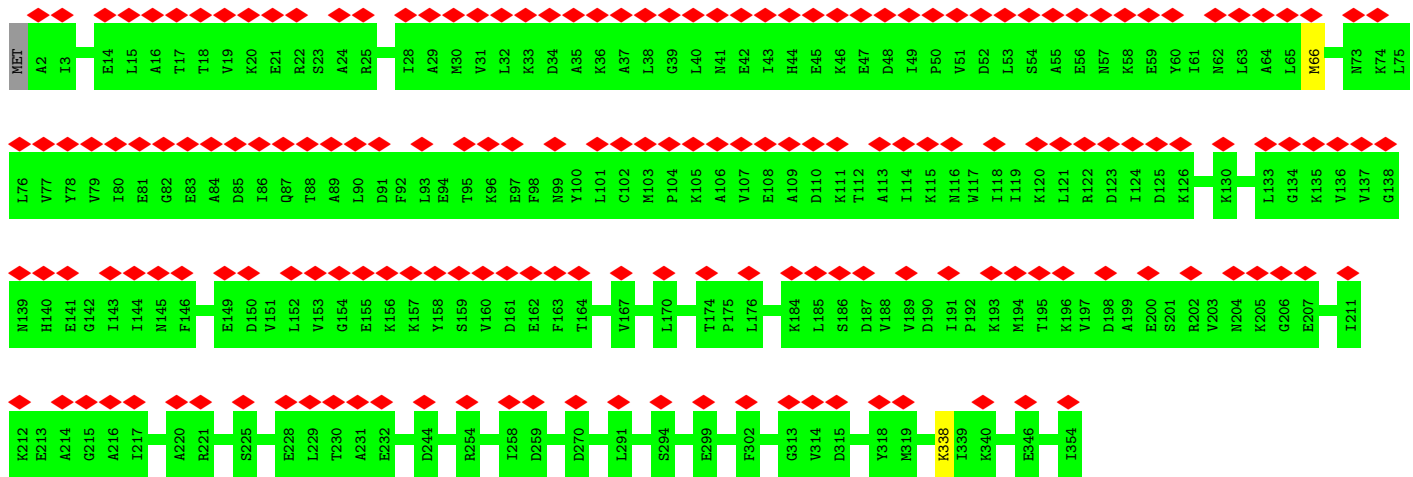 MET A2 I3 E14 L15 A16 T17 T18 V19 K20 E21 R22 S23 A24 R25 I28 A29 M30 V31 L32 K33 D34 A35 K36 A37 L38 G39 L40 N41 E42 I43 H44 E45 K46 E47 D48 I49 P50 V51 D52 L53 S54 A55 E56 N57 K58 E59 Y60 I61 N62 L63 A64 L65 M66 N73 K74 L75
L76 V77 Y78 V79 I80 E81 G82 E83 A84 D85 I86 Q87 T88 A89 L90 D91 F92 L93 E94 T95 K96 E97 F98 N99 Y100 L101 C102 M103 P104 K105 A106 V107 E108 A109 D110 K111 T112 A113 I114 K115 N116 W117 I118 I119 K120 L121 R122 D123 I124 D125 K126 K130 L133 G134 K135 V136 V137 G138
N139 H140 E141 G142 I143 I144 N145 F146 E149 D150 V151 L152 V153 G154 E155 K156 K157 Y158 S159 V160 D161 E162 F163 T164 V167 L170 T174 P175 L176 K184 L185 S186 D187 V188 V189 D190 I191 P192 K193 M194 T195 K196 V197 D198 A199 E200 S201 R202 V203 N204 K205 G206 E207 I211
K212 E213 A214 G215 A216 I217 A220 R221 S225 E228 L229 T230 A231 E232 D244 R254 I258 D259 D270 L291 S294 E299 F302 G313 V314 D315 Y318 M319 K338 I339 K340 E346 I354